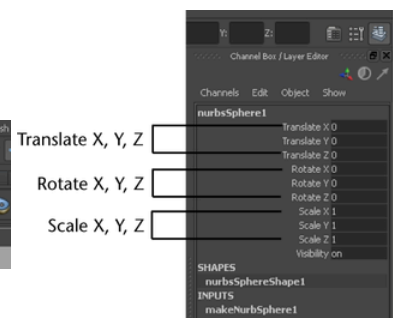 Y:
Z:
Channel Box / Layer Editor
Channels Edit Object Show
nurbsSphere1
Translate X 0
Translate Y 0
Translate Z 0
Rotate X 0
Rotate Y 0
Rotate Z 0
Scale X 1
Scale Y 1
Scale Z 1
Visibility on
SHAPES
nurbsSphereShape1
INPUTS
makeNurbSphere1
sh
Translate X, Y, Z
Rotate X, Y, Z
Scale X, Y, Z